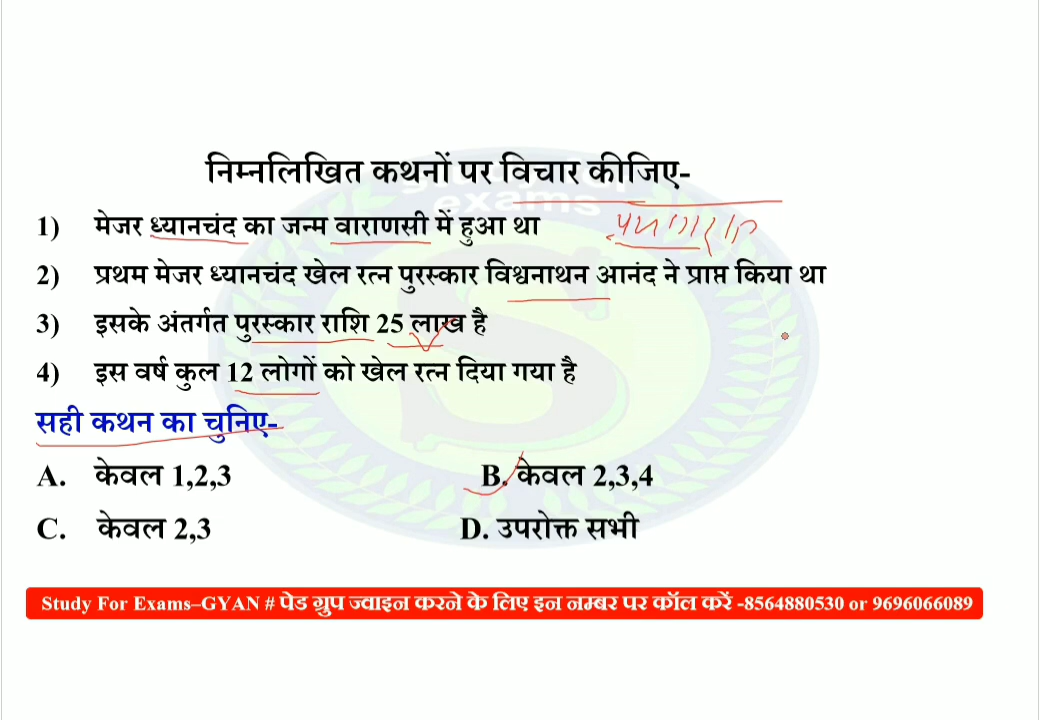 निम्नलिखित कथनों पर विचार कीजिए-
exams
1) मेजर ध्यानचंद का जन्म वाराणसी में हुआ था
2) प्रथम मेजर ध्यानचंद खेल रत्न पुरस्कार विश्वनाथन आनंद ने प्राप्त किया था
3) इसके अंतर्गत पुरस्कार राशि 25 लाख है
4) इस वर्ष कुल 12 लोगों को खेल रत्न दिया गया है
सही कथन का चुनिए-
A. केवल 1,2,3 B. केवल 2,3,4
C. केवल 2,3 D. उपरोक्त सभी
Study For Exams–GYAN # पेड ग्रुप ज्वाइन करने के लिए इन नम्बर पर कॉल करें -8564880530 or 9696066089